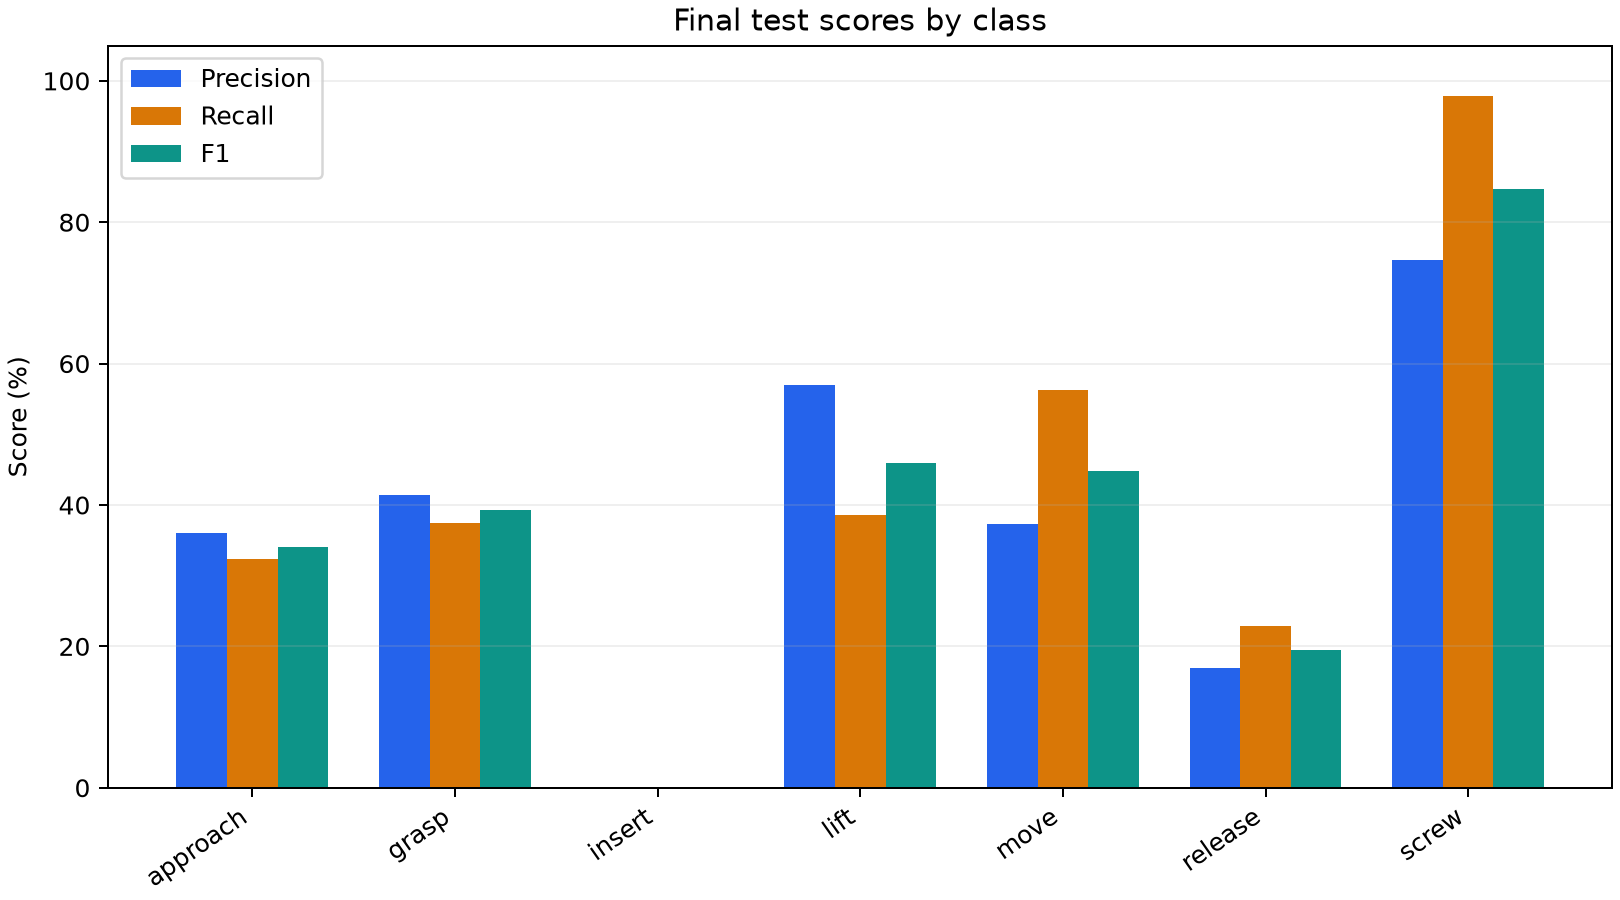 Final test scores by class
Precision
Recall
F1
Score (%)
100
80
60
40
20
0
approach
grasp
insert
lift
move
release
screw